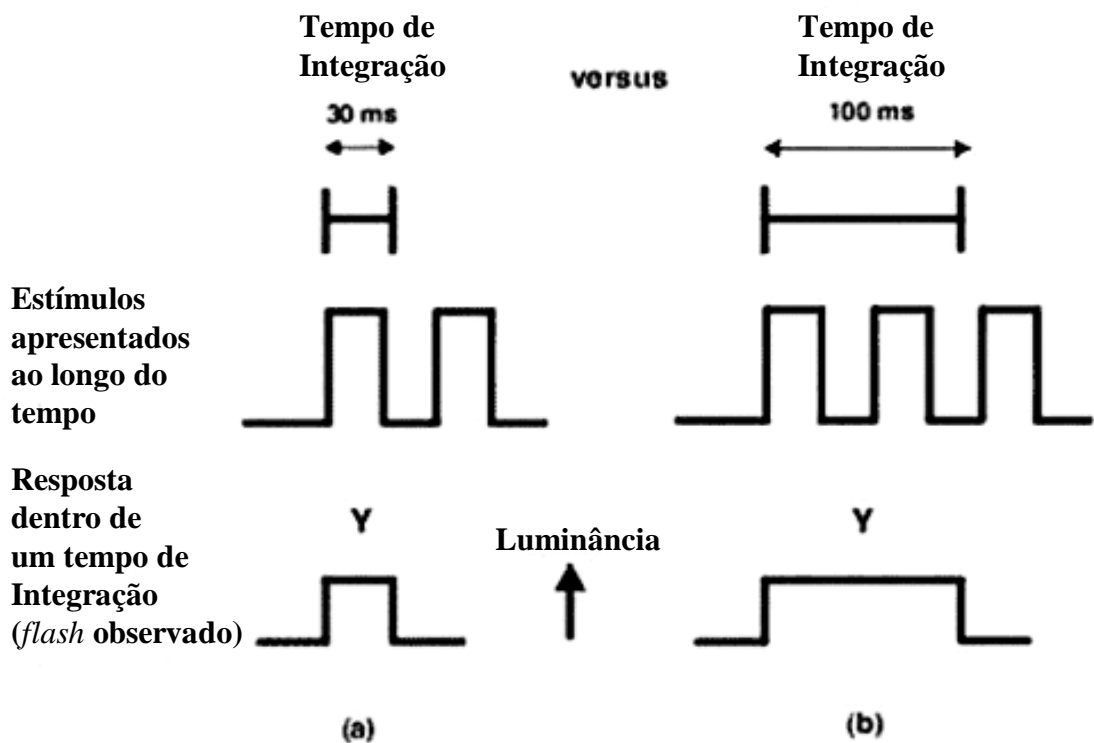 Tempo de
Integração
versus
Tempo de
Integração
30 ms
100 ms
Estímulos
apresentados
ao longo do
tempo
Resposta
dentro de
um tempo de
Integração
(flash observado)
Y
Luminância
Y
(a)
(b)